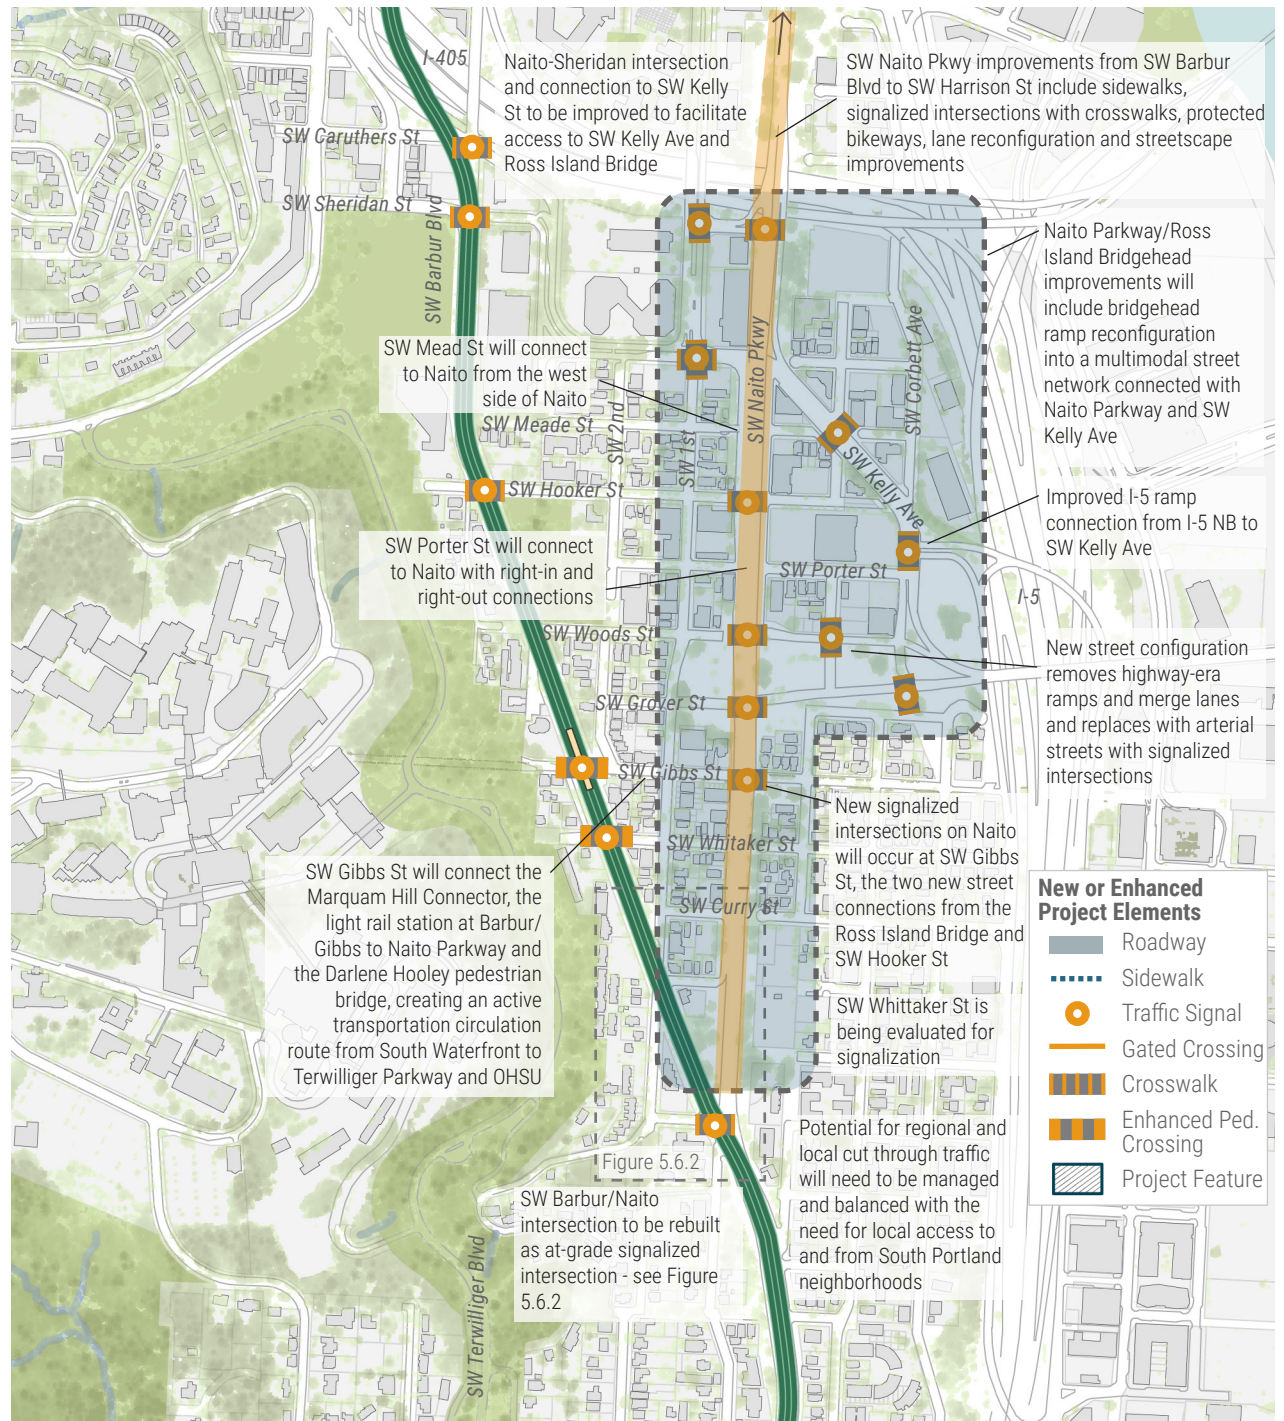 I-405
Naito-Sheridan intersection
and connection to SW Kelly
St to be improved to facilitate
access to SW Kelly Ave and
Ross Island Bridge
SW Naito Pkwy improvements from SW Barbur
Blvd to SW Harrison St include sidewalks,
signalized intersections with crosswalks, protected
bikeways, lane reconfiguration and streetscape
improvements
SW Caruthers St
SW Sheridan St
SW Barbur Blvd
Naito Parkway/Ross
Island Bridgehead
improvements will
include bridgehead
ramp reconfiguration
into a multimodal street
network connected with
Naito Parkway and SW
Kelly Ave
SW Mead St will connect
to Naito from the west
side of Naito
SW Meade St
SW 2nd
SW 1st
SW Naito Pkwy
SW Corbett Ave
SW Kelly Ave
SW Hooker St
Improved I-5 ramp
connection from I-5 NB to
SW Kelly Ave
SW Porter St will connect
to Naito with right-in and
right-out connections
SW Porter St
I-5
SW Woods St
New street configuration
removes highway-era
ramps and merge lanes
and replaces with arterial
streets with signalized
intersections
SW Grover St
SW Gibbs St
New signalized
intersections on Naito
will occur at SW Gibbs
St, the two new street
connections from the
Ross Island Bridge and
SW Hooker St
SW Whitaker St
SW Gibbs St will connect the
Marquam Hill Connector, the
light rail station at Barbur/
Gibbs to Naito Parkway and
the Darlene Hooley pedestrian
bridge, creating an active
transportation circulation
route from South Waterfront to
Terwilliger Parkway and OHSU
SW Curry St
SW Whittaker St is
being evaluated for
signalization
New or Enhanced
Project Elements
Roadway
Sidewalk
Traffic Signal
Gated Crossing
Crosswalk
Enhanced Ped.
Crossing
Project Feature
Figure 5.6.2
Potential for regional and
local cut through traffic
will need to be managed
and balanced with the
need for local access to
and from South Portland
neighborhoods
SW Barbur/Naito
intersection to be rebuilt
as at-grade signalized
intersection - see Figure
5.6.2
SW Terwilliger Blvd